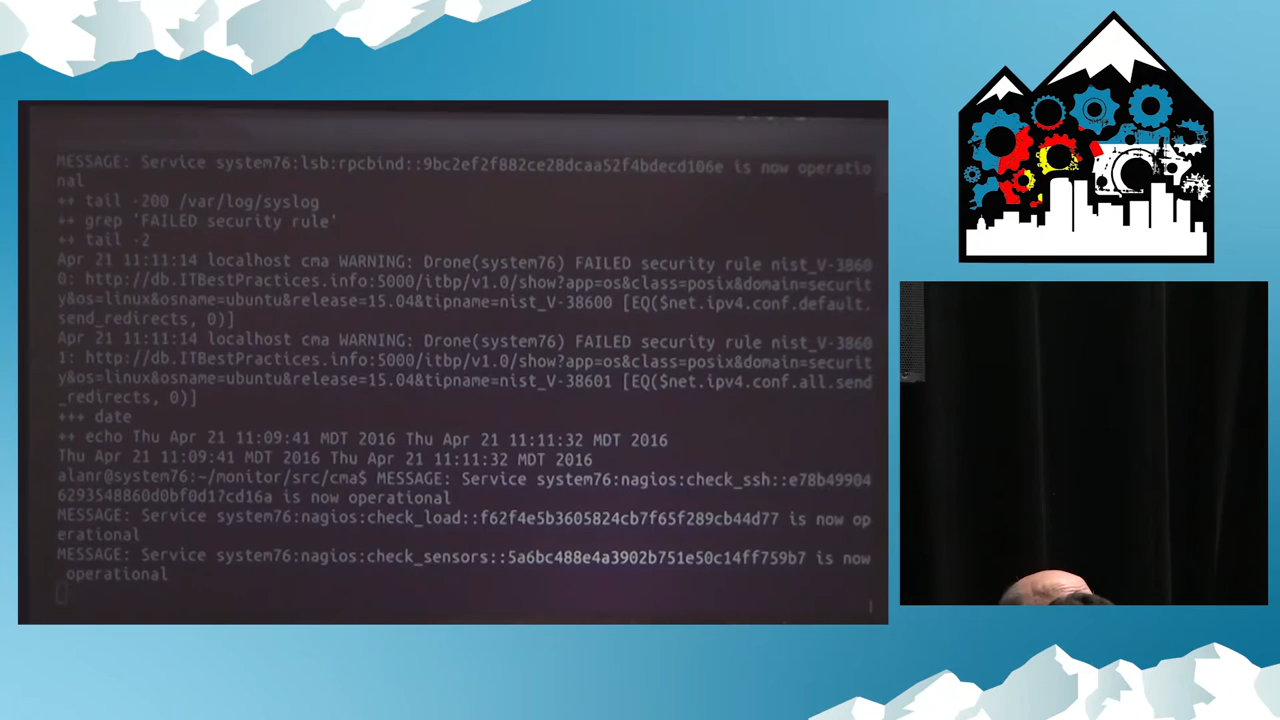 MESSAGE: Service system76:lsb:rpcbind::9bc2ef2f882ce28dcaa52f4bdecd106e is now operatio
nal
++ tail -200 /var/log/syslog
++ grep 'FAILED security rule'
++ tail -2
Apr 21 11:11:14 localhost cma WARNING: Drone(system76) FAILED security rule nist_V-3860
0: http://db.ITBestPractices.info:5000/itbp/v1.0/show?app=os&class=posix&domain=securit
y&os=linux&osname=ubuntu&release=15.04&tipname=nist_V-38600 [EQ($net.ipv4.conf.default.
send_redirects, 0)]
Apr 21 11:11:14 localhost cma WARNING: Drone(system76) FAILED security rule nist_V-3860
1: http://db.ITBestPractices.info:5000/itbp/v1.0/show?app=os&class=posix&domain=securit
y&os=linux&osname=ubuntu&release=15.04&tipname=nist_V-38601 [EQ($net.ipv4.conf.all.send
_redirects, 0)]
+++ date
++ echo Thu Apr 21 11:09:41 MDT 2016 Thu Apr 21 11:11:32 MDT 2016
Thu Apr 21 11:09:41 MDT 2016 Thu Apr 21 11:11:32 MDT 2016
alanr@system76:~/monitor/src/cma$ MESSAGE: Service system76:nagios:check_ssh::e78b49904
6293548860d0bf0d17cd16a is now operational
MESSAGE: Service system76:nagios:check_load::f62f4e5b3605824cb7f65f289cb44d77 is now op
erational
MESSAGE: Service system76:nagios:check_sensors::5a6bc488e4a3902b751e50c14ff759b7 is now
 operational